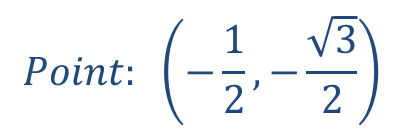 Point: (-1/2, -√3/2)